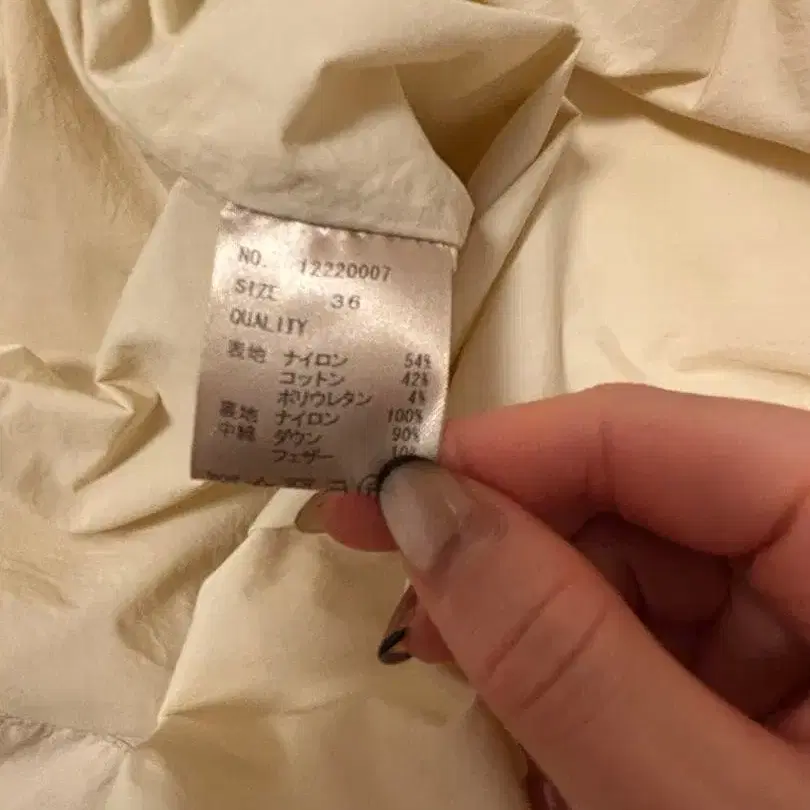 NO. 12220007
SIZE 36
QUALITY
表地 ナイロン 54%
コットン 42%
ポリウレタン 4%
裏地 ナイロン 100%
中綿 ダウン 90%
フェザー 10%